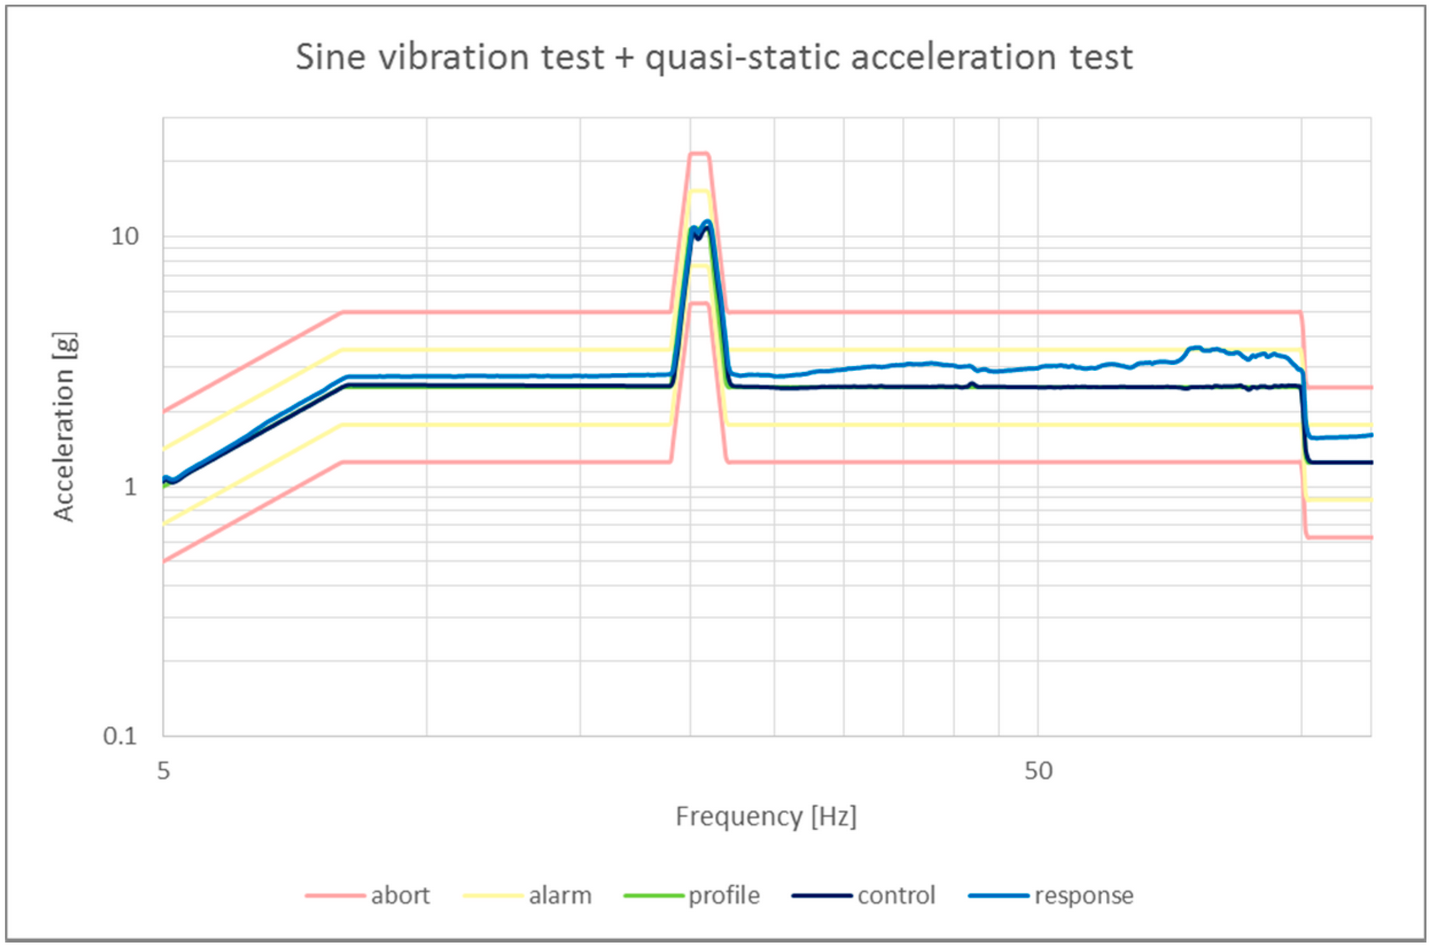 Sine vibration test + quasi-static acceleration test
Acceleration [g]
10
1
0.1
5
50
Frequency [Hz]
abort
alarm
profile
control
response